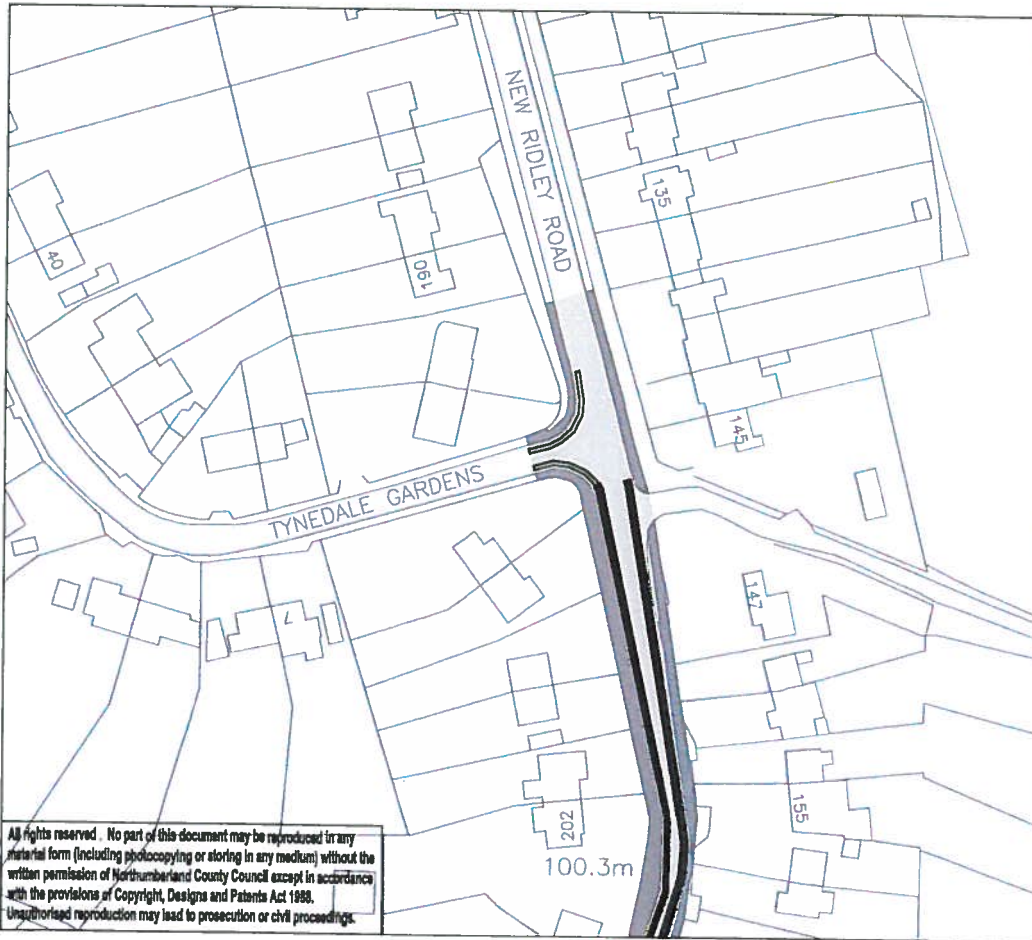 NEW RIDLEY ROAD
135
40
190
145
TYNEDALE GARDENS
147
7
155
202
100.3m
All rights reserved . No part of this document may be reproduced in any
material form (including photocopying or storing in any medium) without the
written permission of Northumberland County Council except in accordance
with the provisions of Copyright, Designs and Patents Act 1988.
Unauthorised reproduction may lead to prosecution or civil proceedings.